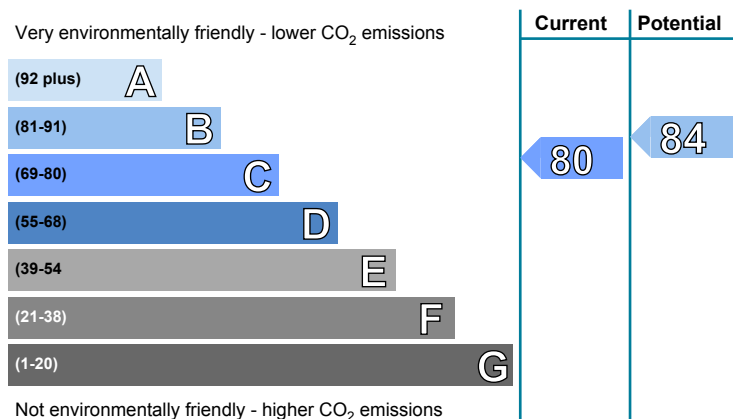 Very environmentally friendly - lower CO₂ emissions
Current
Potential
(92 plus) A
(81-91) B
(69-80) C
(55-68) D
(39-54 E
(21-38) F
(1-20) G
80
84
Not environmentally friendly - higher CO₂ emissions